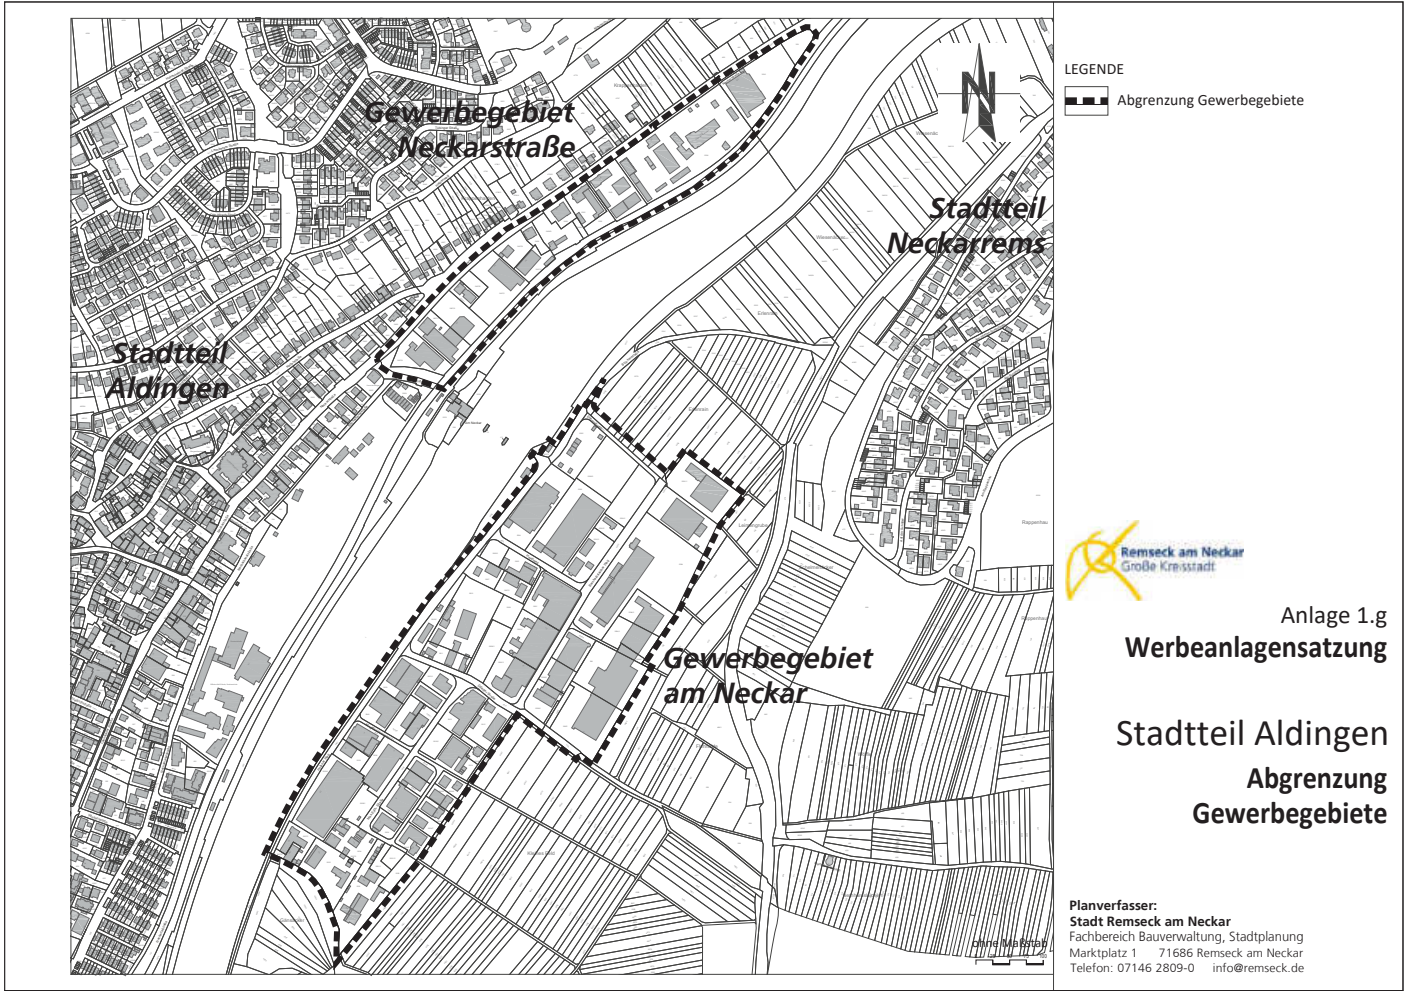 Gewerbegebiet
Neckarstraße
Stadtteil
Neckarrems
Stadtteil
Aldingen
Gewerbegebiet
am Neckar
N
ohne Maßstab
LEGENDE
Abgrenzung Gewerbegebiete
Remseck am Neckar
Große Kreisstadt
Anlage 1.g
Werbeanlagensatzung
Stadtteil Aldingen
Abgrenzung
Gewerbegebiete
Planverfasser:
Stadt Remseck am Neckar
Fachbereich Bauverwaltung, Stadtplanung
Marktplatz 1 71686 Remseck am Neckar
Telefon: 07146 2809-0 info@remseck.de